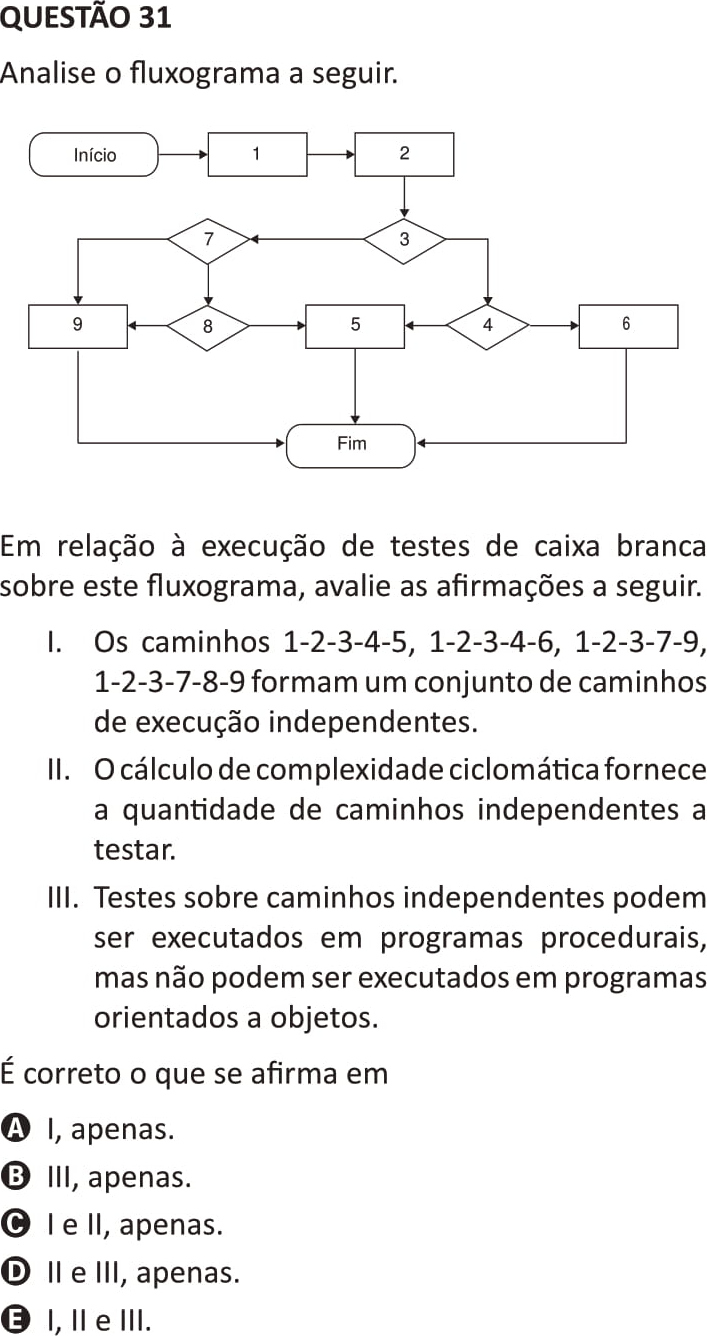 QUESTÃO 31
Analise o fluxograma a seguir.
Início
1
2
7
3
9
8
5
4
6
Fim
Em relação à execução de testes de caixa branca
sobre este fluxograma, avalie as afirmações a seguir.
I. Os caminhos 1-2-3-4-5, 1-2-3-4-6, 1-2-3-7-9,
1-2-3-7-8-9 formam um conjunto de caminhos
de execução independentes.
II. O cálculo de complexidade ciclomática fornece
a quantidade de caminhos independentes a
testar.
III. Testes sobre caminhos independentes podem
ser executados em programas procedurais,
mas não podem ser executados em programas
orientados a objetos.
É correto o que se afirma em
A I, apenas.
B III, apenas.
C I e II, apenas.
D II e III, apenas.
E I, II e III.